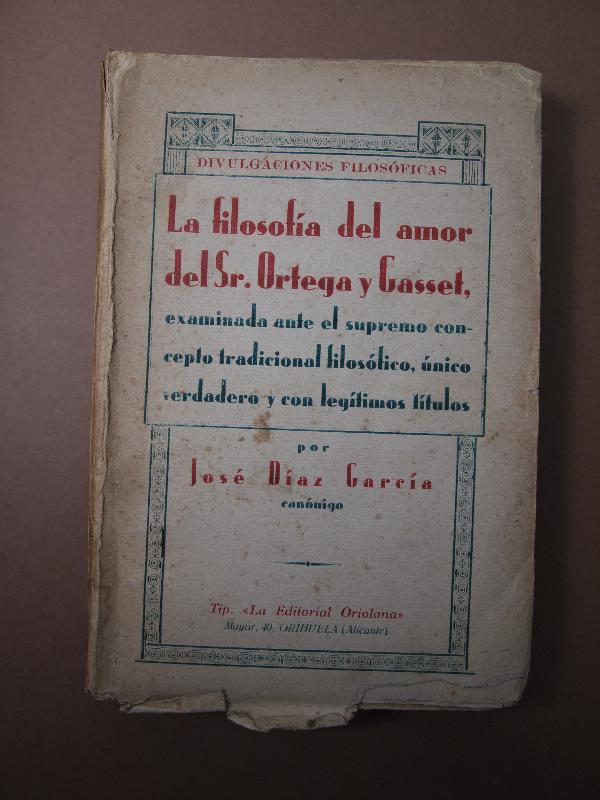 DIVULGACIONES FILOSÓFICAS
La filosofía del amor
del Sr. Ortega y Gasset,
examinada ante el supremo con-
cepto tradicional filosófico, único
verdadero y con legítimos títulos
por
José Díaz García
canónigo
Tip. «La Editorial Oriolana»
Mayor, 40, ORIHUELA (Alicante)